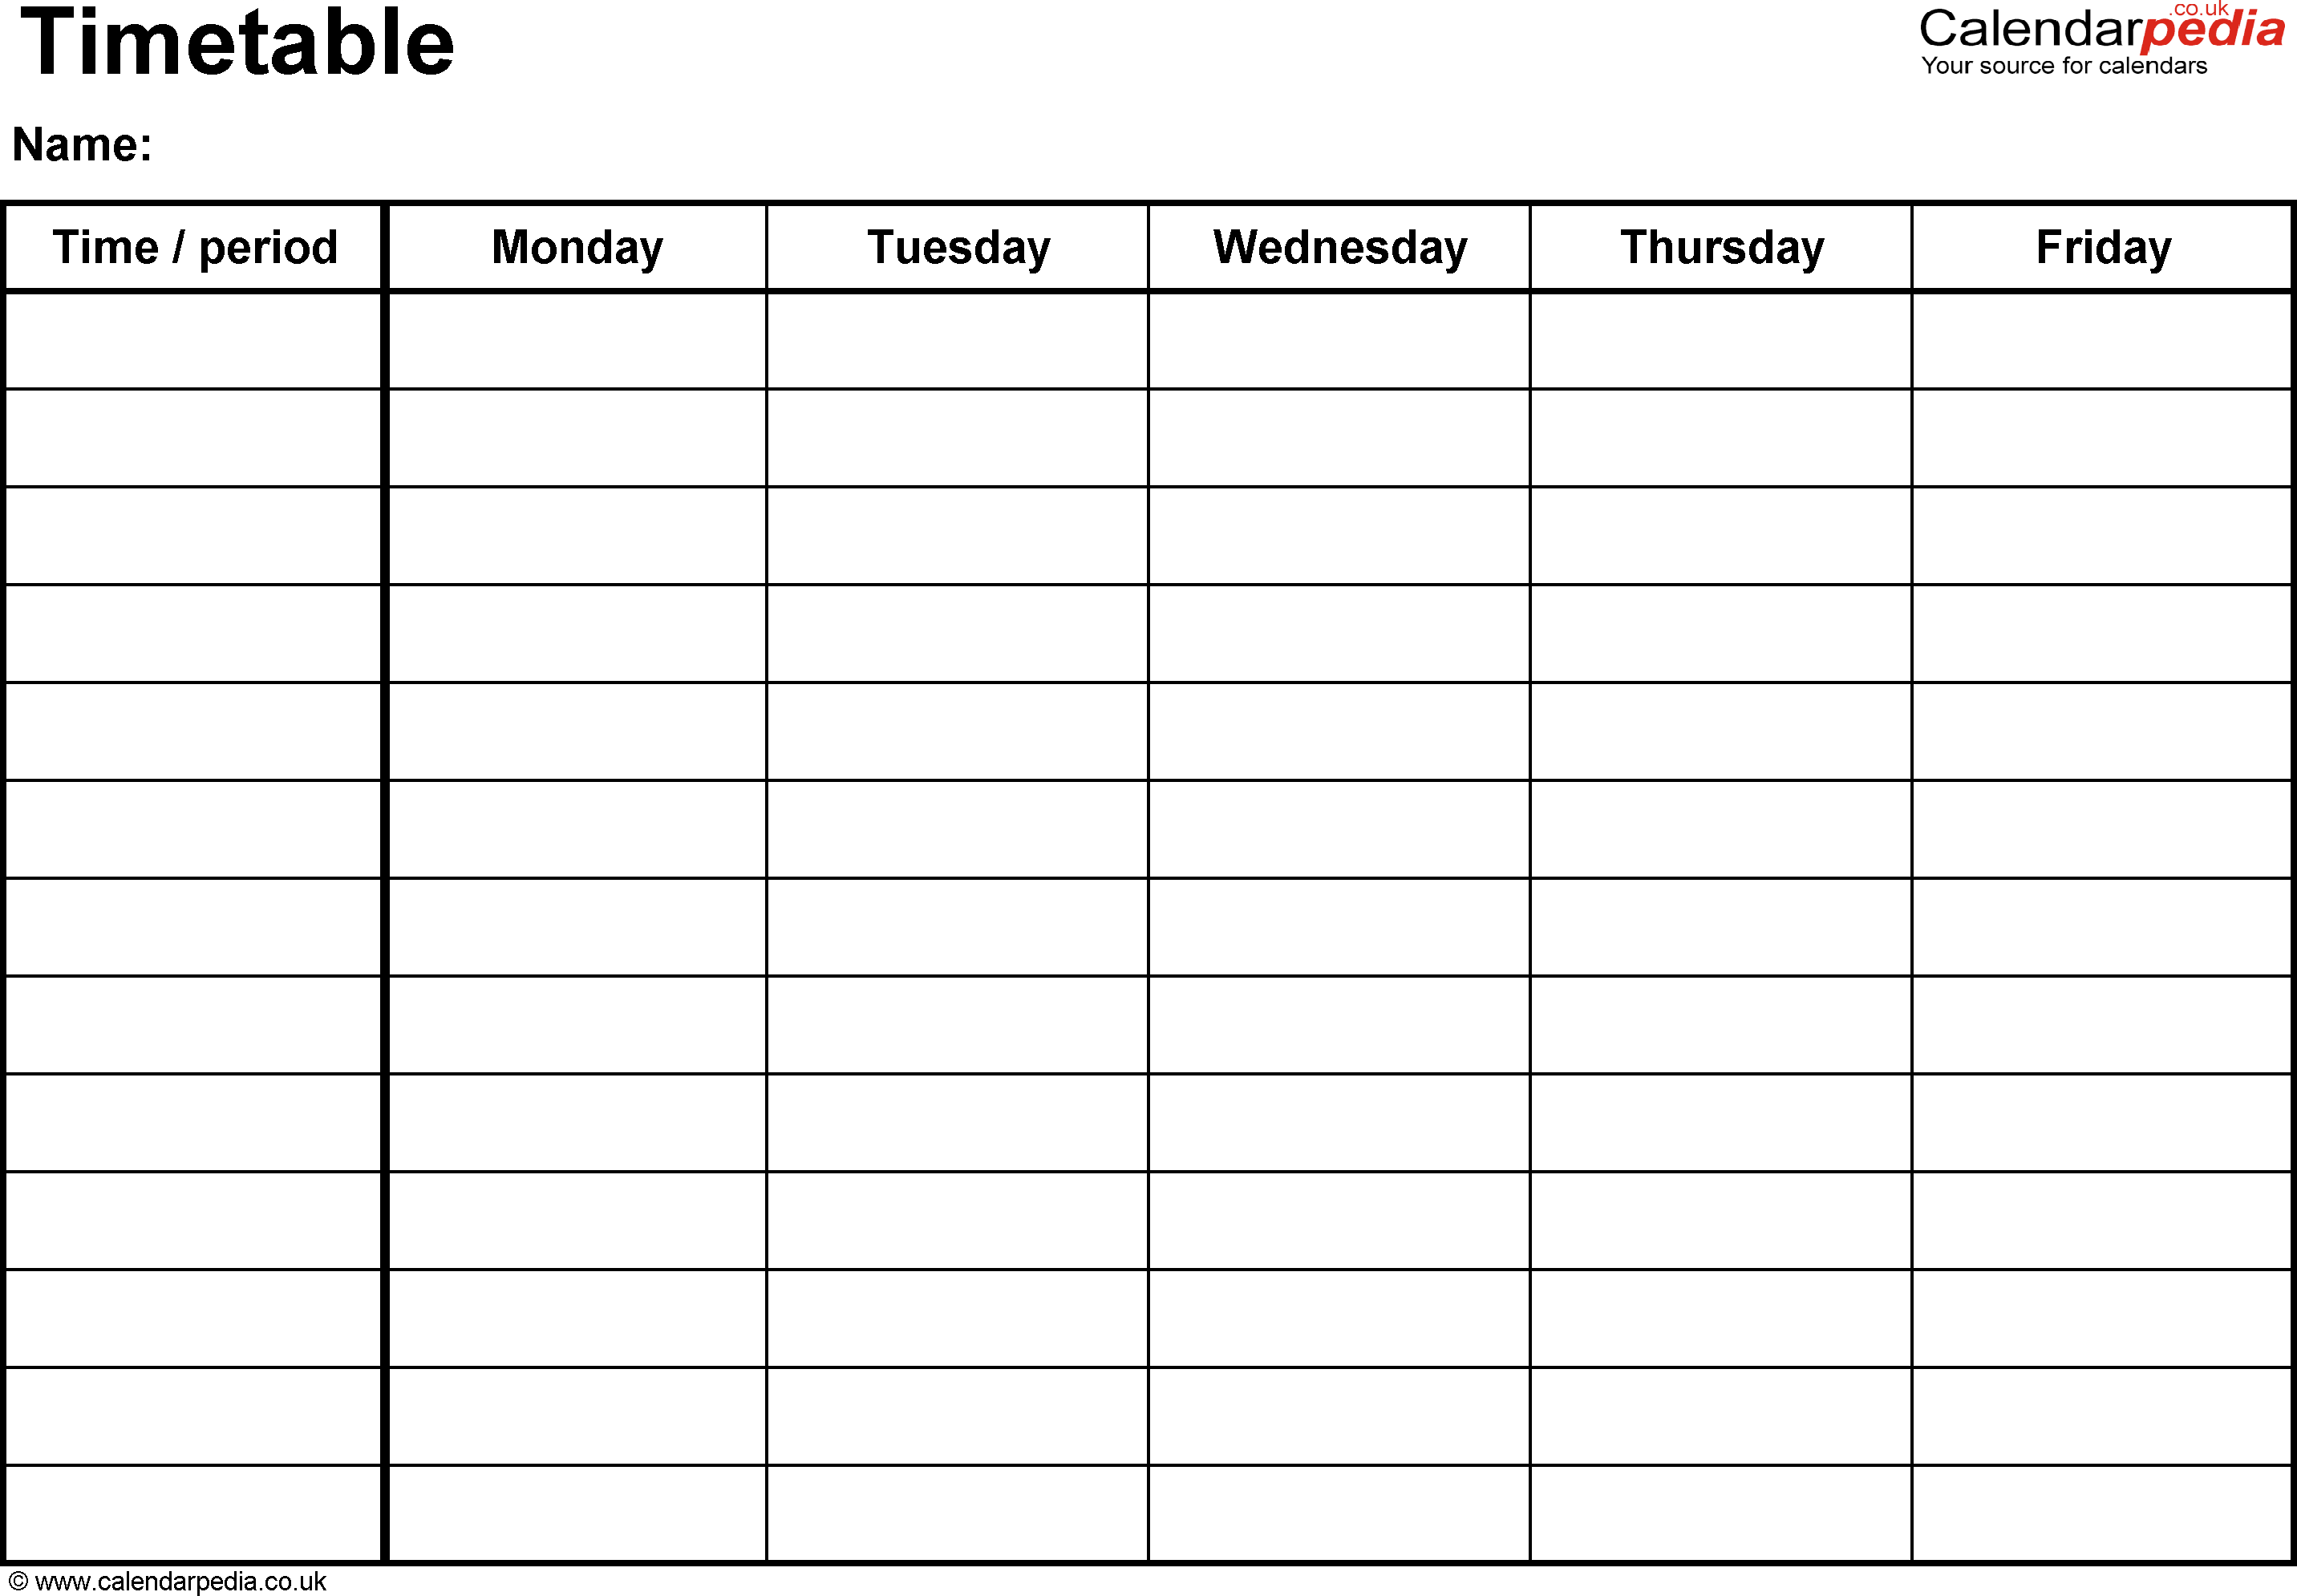 Timetable
Calendarpedia.co.uk
Your source for calendars
Name:
Time / period Monday Tuesday Wednesday Thursday Friday
© www.calendarpedia.co.uk